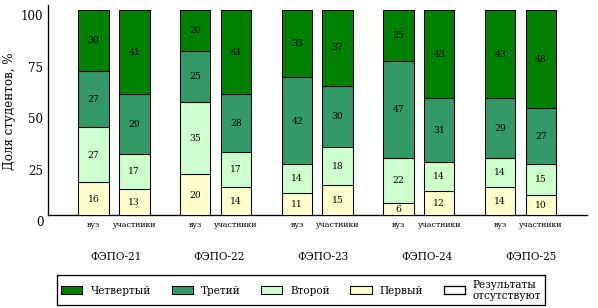 100
75
50
25
0
Доля студентов, %
30 41 20 41 33 37 25 43 43 48
27 29 25 28 42 30 47 31 29 27
27 17 35 17 14 18 22 14 14 15
16 13 20 14 11 15 6 12 14 10
вуз участники вуз участники вуз участники вуз участники вуз участники
ФЭПО-21 ФЭПО-22 ФЭПО-23 ФЭПО-24 ФЭПО-25
Четвертый Третий Второй Первый Результаты
отсутствуют